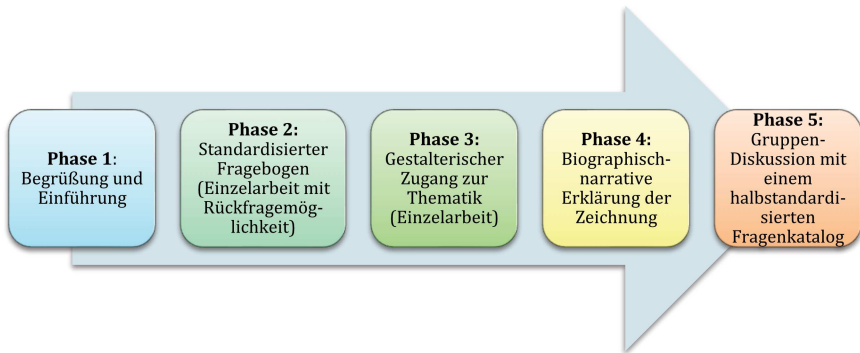 Phase 1:
Begrüßung und
Einführung
Phase 2:
Standardisierter
Fragebogen
(Einzelarbeit mit
Rückfragemög-
lichkeit)
Phase 3:
Gestalterischer
Zugang zur
Thematik
(Einzelarbeit)
Phase 4:
Biographisch-
narrative
Erklärung der
Zeichnung
Phase 5:
Gruppen-
Diskussion mit
einem
halbstandardi-
sierten
Fragenkatalog